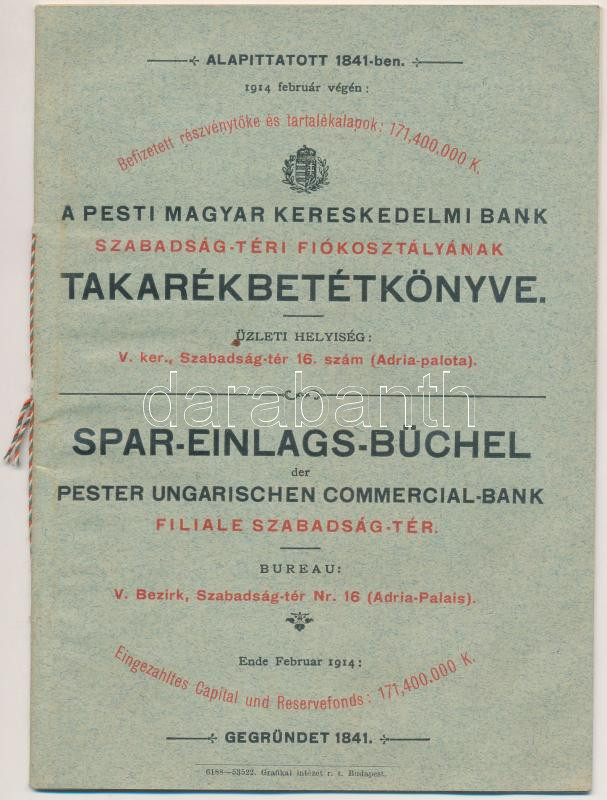 ALAPITTATOTT 1841-ben.
1914 február végén:
Befizetett részvénytőke és tartalékalapok: 171,400.000 K.
A PESTI MAGYAR KERESKEDELMI BANK
SZABADSÁG-TÉRI FIÓKOSZTÁLYÁNAK
TAKARÉKBETÉTKÖNYVE.
ÜZLETI HELYISÉG:
V. ker., Szabadság-tér 16. szám (Adria-palota).
darabanth
SPAR-EINLAGS-BÜCHEL
der
PESTER UNGARISCHEN COMMERCIAL-BANK
FILIALE SZABADSÁG-TÉR.
BUREAU:
V. Bezirk, Szabadság-tér Nr. 16 (Adria-Palais).
Ende Februar 1914:
Eingezahltes Capital und Reservefonds: 171,400.000 K.
GEGRÜNDET 1841.
6188—53522. Grafikai intézet r. t. Budapest.